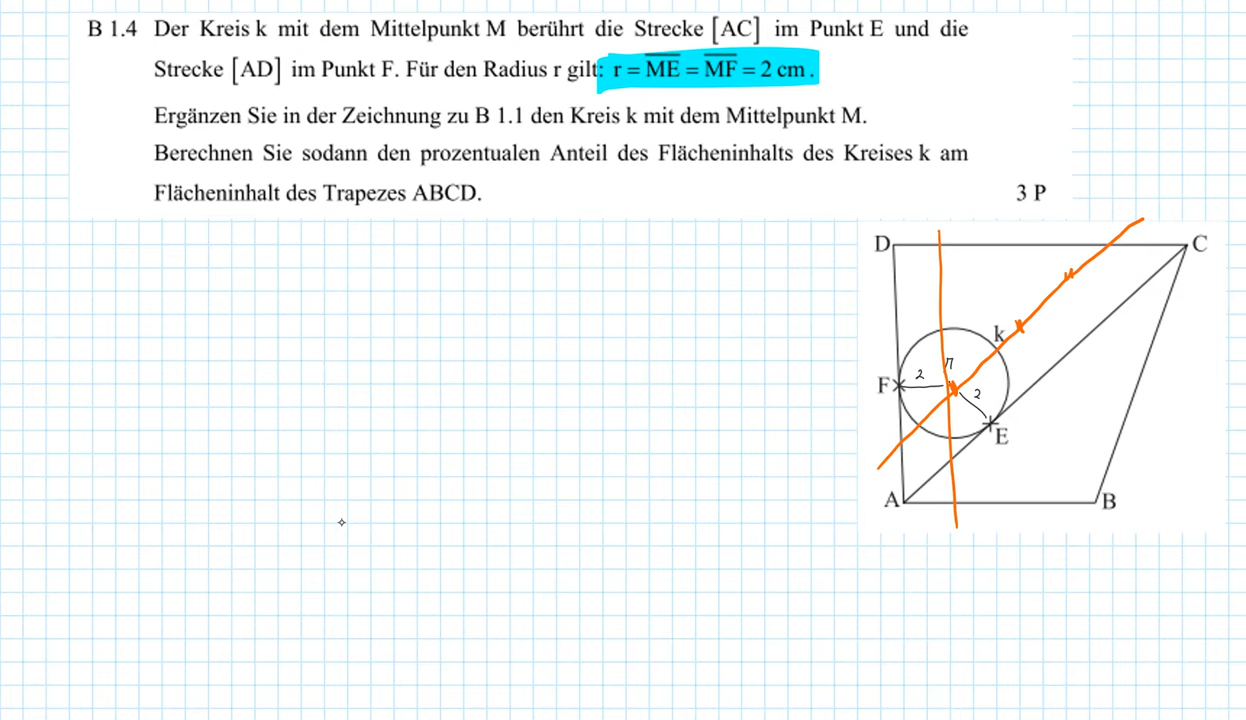 B 1.4 Der Kreis k mit dem Mittelpunkt M berührt die Strecke [AC] im Punkt E und die
Strecke [AD] im Punkt F. Für den Radius r gilt: r = ME = MF = 2 cm .
Ergänzen Sie in der Zeichnung zu B 1.1 den Kreis k mit dem Mittelpunkt M.
Berechnen Sie sodann den prozentualen Anteil des Flächeninhalts des Kreises k am
Flächeninhalt des Trapezes ABCD. 3 P
D C
k
M
F 2
2
E
A B